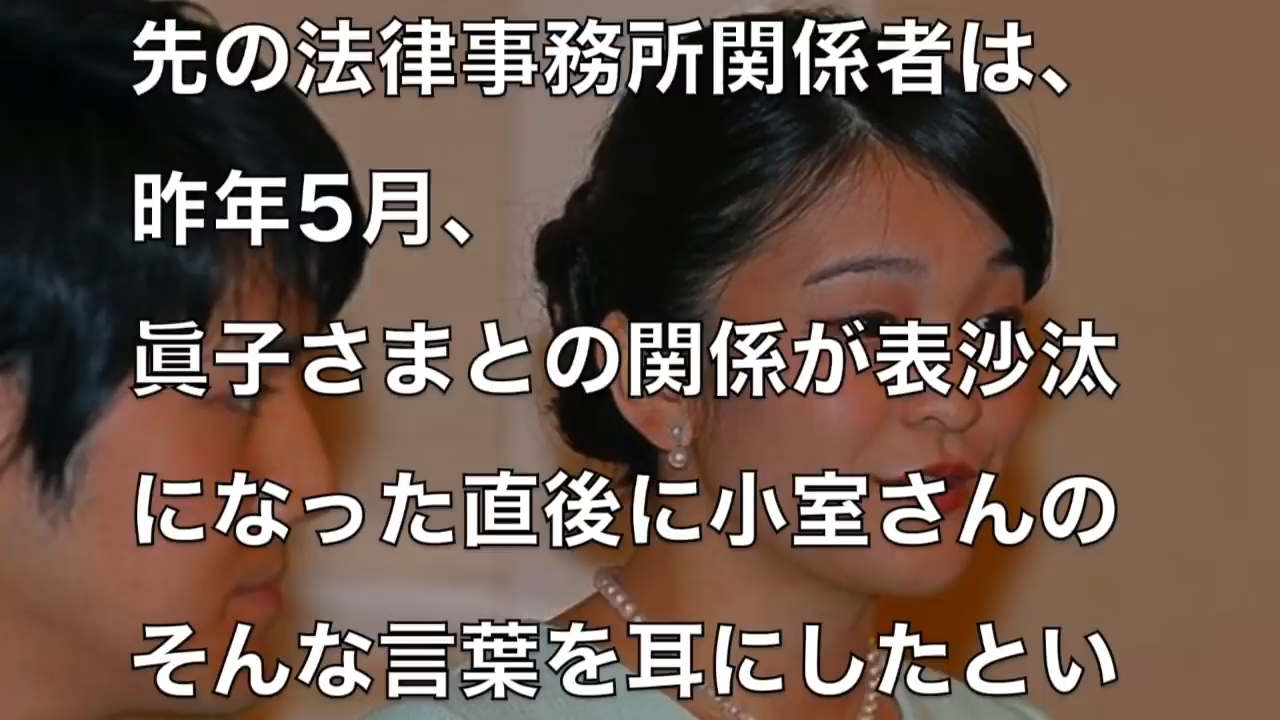 先の法律事務所関係者は、
昨年5月、
眞子さまとの関係が表沙汰
になった直後に小室さんの
そんな言葉を耳にしたとい